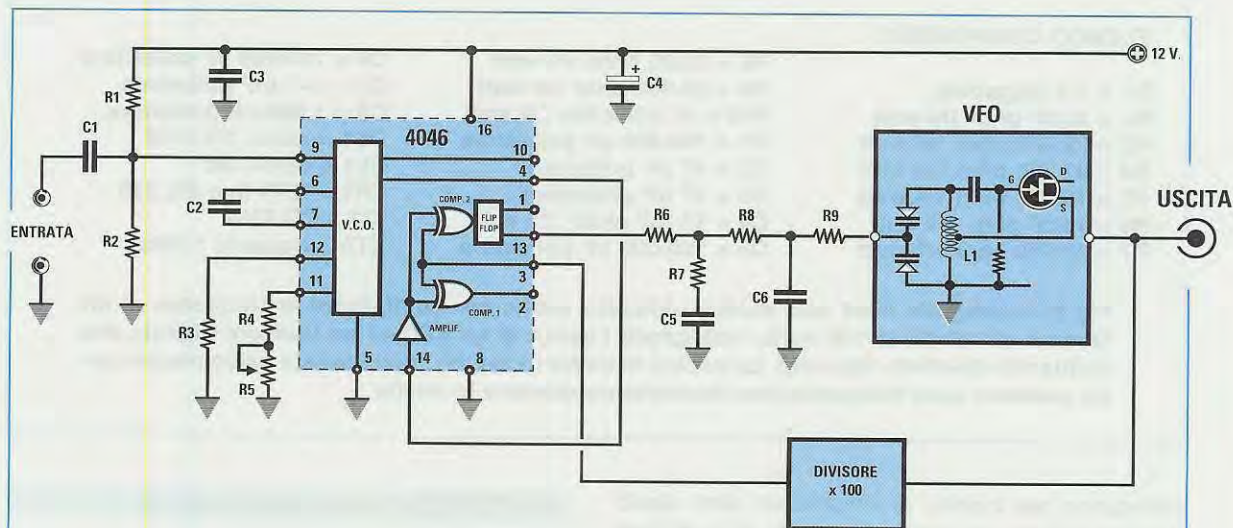 12 V.
R1
C3
+
C4
C1
4046
16
VFO
9
10
4
6
COMP. 2
1
FLIP
FLOP
G
D
S
USCITA
C2
7
V.C.O.
13
R6
R8
R9
ENTRATA
R2
12
3
L1
11
2
R7
C6
R3
R4
COMP. 1
AMPLIF.
C5
R5
5
14
8
DIVISORE
x 100